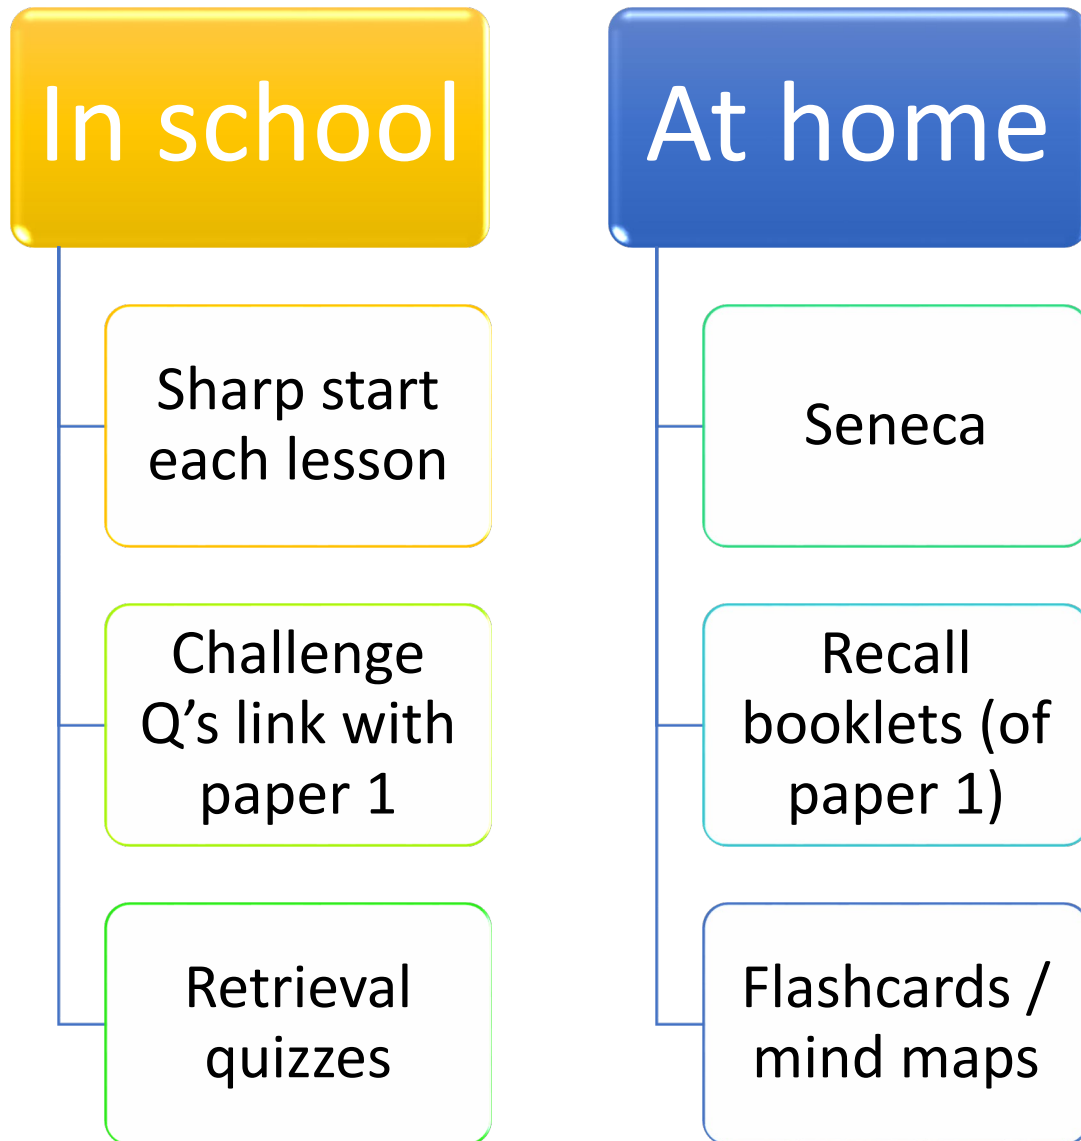 In school
Sharp start
each lesson
Challenge
Q’s link with
paper 1
Retrieval
quizzes
At home
Seneca
Recall
booklets (of
paper 1)
Flashcards /
mind maps